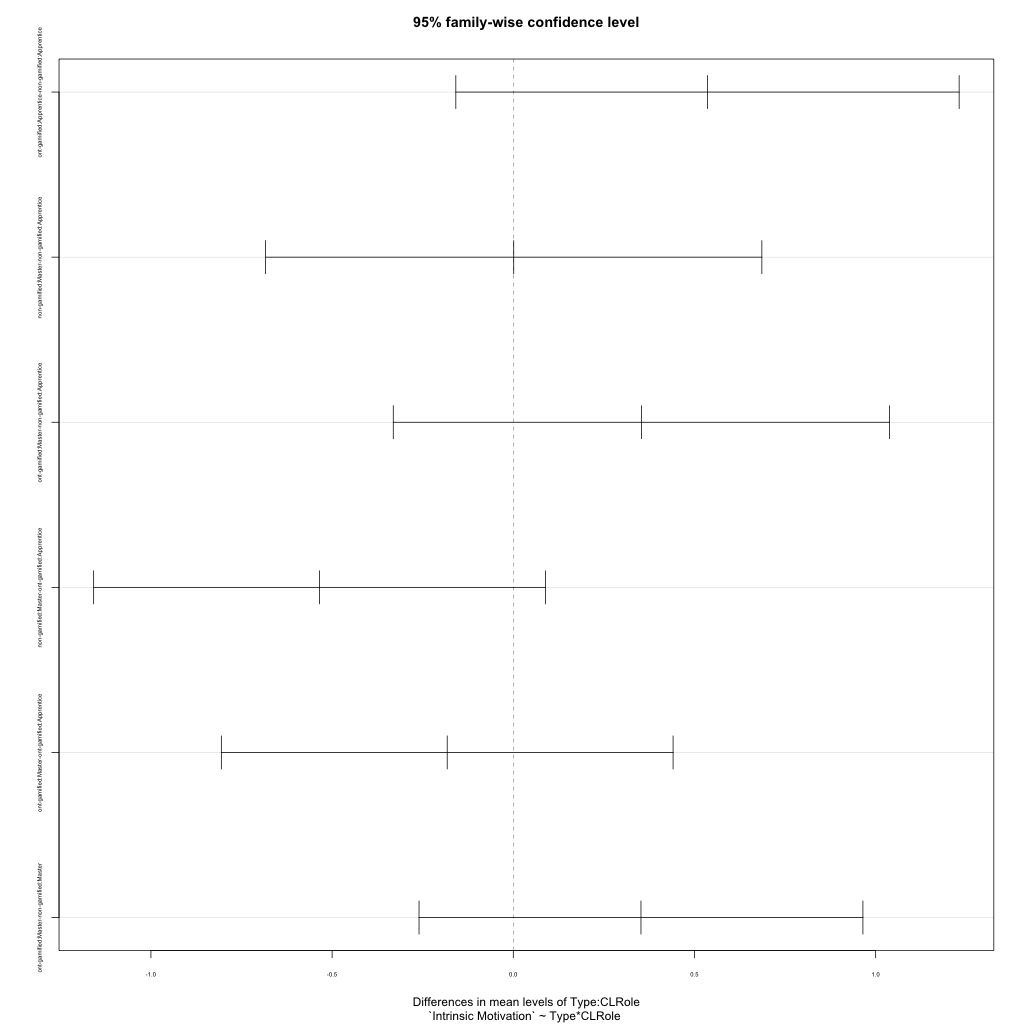 95% family-wise confidence level
ont-gamified:Apprentice-non-gamified:Apprentice
non-gamified:Master-non-gamified:Apprentice
ont-gamified:Master-non-gamified:Apprentice
non-gamified:Master-ont-gamified:Apprentice
ont-gamified:Master-ont-gamified:Apprentice
ont-gamified:Master-non-gamified:Master
-1.0 -0.5 0.0 0.5 1.0
Differences in mean levels of Type:CLRole
`Intrinsic Motivation` ~ Type*CLRole